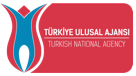 TÜRKİYE ULUSAL AJANSI
TURKISH NATIONAL AGENCY